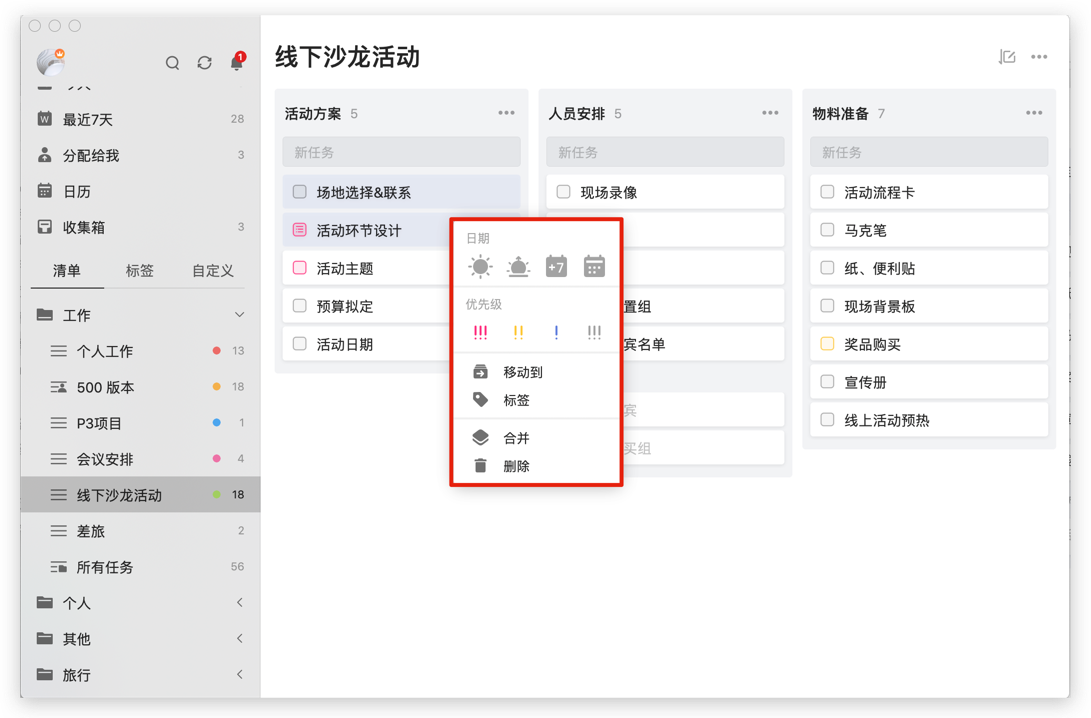 1
最近7天
28
分配给我
3
日历
收集箱
3
清单
标签
自定义
工作
个人工作
13
500 版本
18
P3项目
1
会议安排
4
线下沙龙活动
18
差旅
2
所有任务
56
个人
其他
旅行
线下沙龙活动
活动方案 5
新任务
场地选择&联系
活动环节设计
活动主题
预算拟定
活动日期
人员安排 5
新任务
现场录像
置组
宾名单
宾
买组
日期
+7
优先级
移动到
标签
合并
删除
物料准备 7
新任务
活动流程卡
马克笔
纸、便利贴
现场背景板
奖品购买
宣传册
线上活动预热